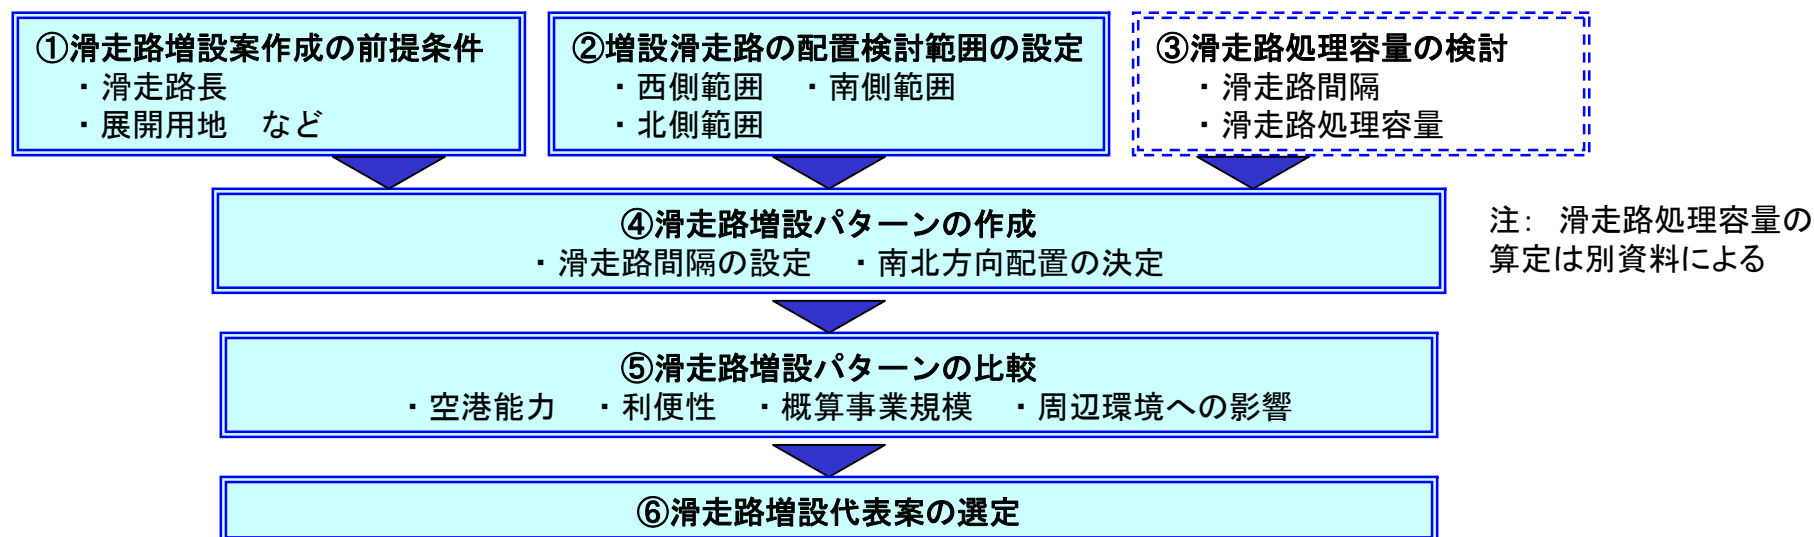 ①滑走路増設案作成の前提条件
・滑走路長
・展開用地　など
②増設滑走路の配置検討範囲の設定
・西側範囲　・南側範囲
・北側範囲
③滑走路処理容量の検討
・滑走路間隔
・滑走路処理容量
④滑走路増設パターンの作成
・滑走路間隔の設定　・南北方向配置の決定
注：　滑走路処理容量の
算定は別資料による
⑤滑走路増設パターンの比較
・空港能力　・利便性　・概算事業規模　・周辺環境への影響
⑥滑走路増設代表案の選定